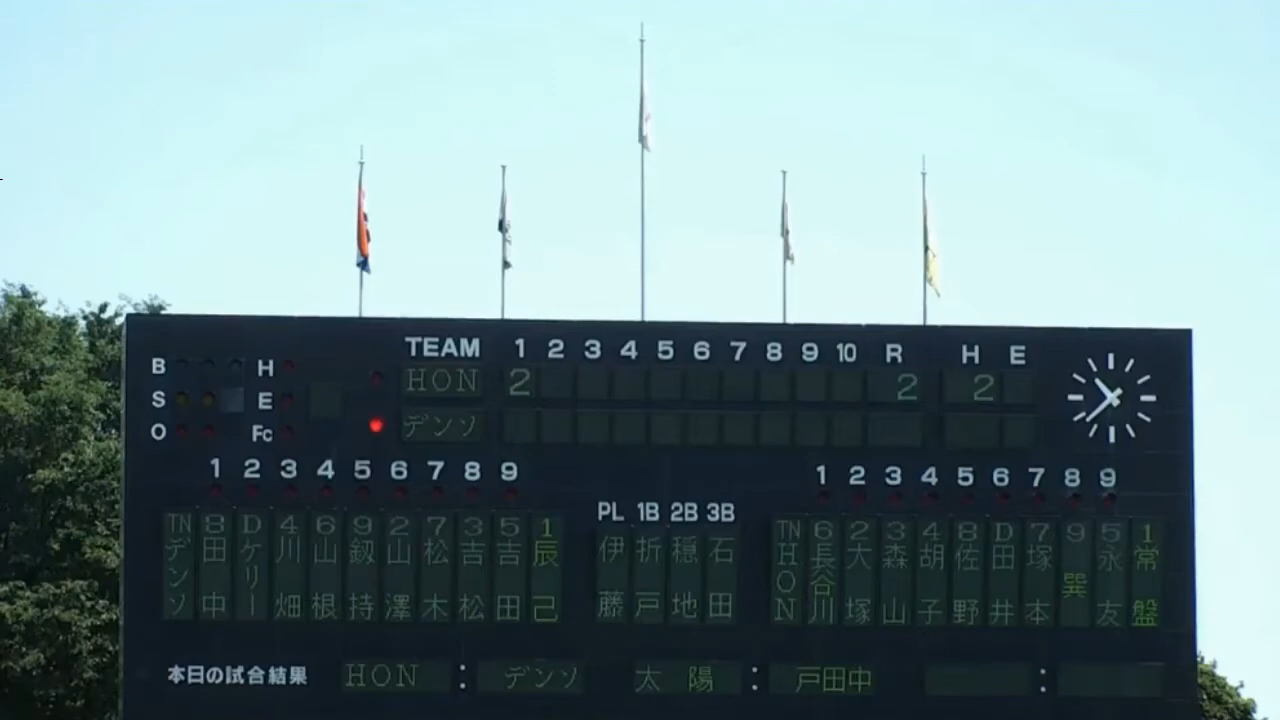 TEAM 1 2 3 4 5 6 7 8 9 10 R H E
B H HON 2 2 2
S E
O Fc デンソ
1 2 3 4 5 6 7 8 9
1 2 3 4 5 6 7 8 9
PL 1B 2B 3B
TN デンソ
8 田中
D ケリー
4 川畑
6 山根
9 釼持
2 山澤
7 松木
3 吉松
5 吉田
1 辰己
伊藤
折戸
穏地
石田
TN HON
6 長谷川
2 大塚
3 森山
4 胡子
8 佐野
D 田井
7 塚本
9 巽
5 永友
1 常盤
本日の試合結果 HON : デンソ 太陽 : 戸田中 :